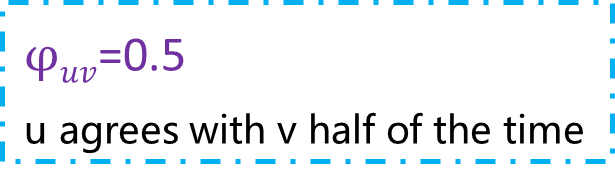 φᵤᵥ=0.5
u agrees with v half of the time